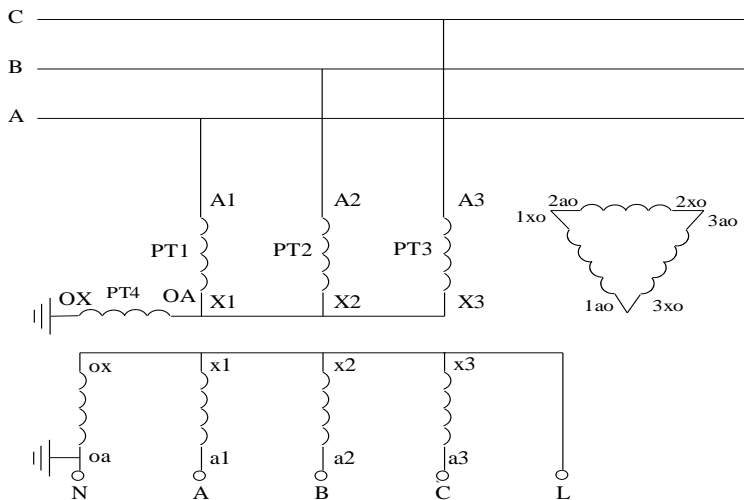 C
B
A
A1 A2 A3
2ao 2xo
1xo 3ao
PT1 PT2 PT3
OX PT4 OA X1 X2 X3
1ao 3xo
ox x1 x2 x3
oa a1 a2 a3
N A B C L